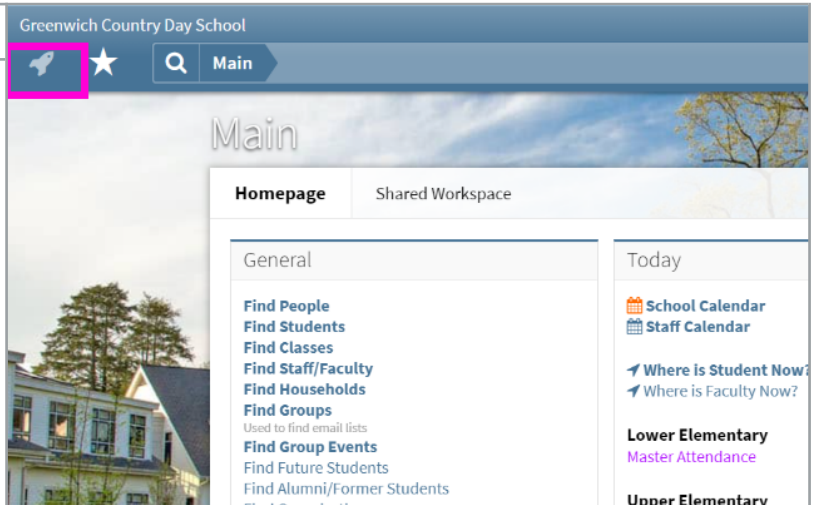 Greenwich Country Day School
Main
Main
Homepage
Shared Workspace
General
Find People
Find Students
Find Classes
Find Staff/Faculty
Find Households
Find Groups
Used to find email lists
Find Group Events
Find Future Students
Find Alumni/Former Students
Today
School Calendar
Staff Calendar
Where is Student Now?
Where is Faculty Now?
Lower Elementary
Master Attendance
Upper Elementary